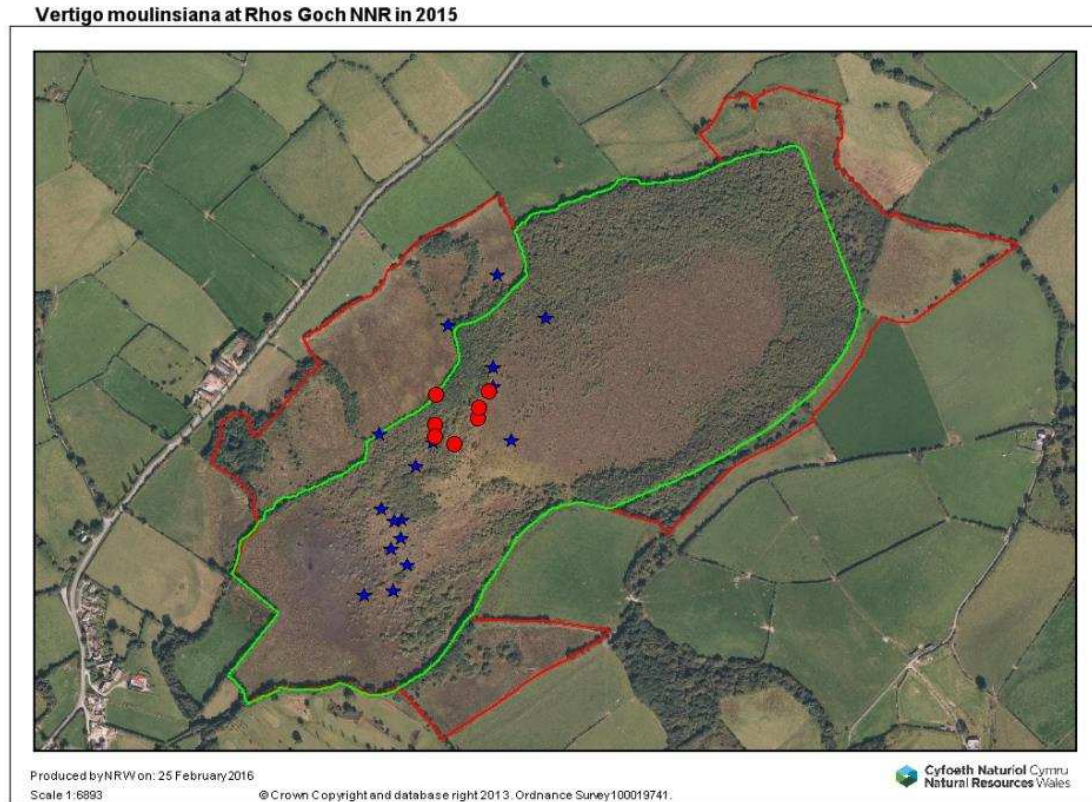 Vertigo moulinsiana at Rhos Goch NNR in 2015
Produced by NRW on: 25 February 2016
Scale 1:6893
© Crown Copyright and database right 2013. Ordnance Survey 100019741.
Cyfoeth Naturiol Cymru
Natural Resources Wales